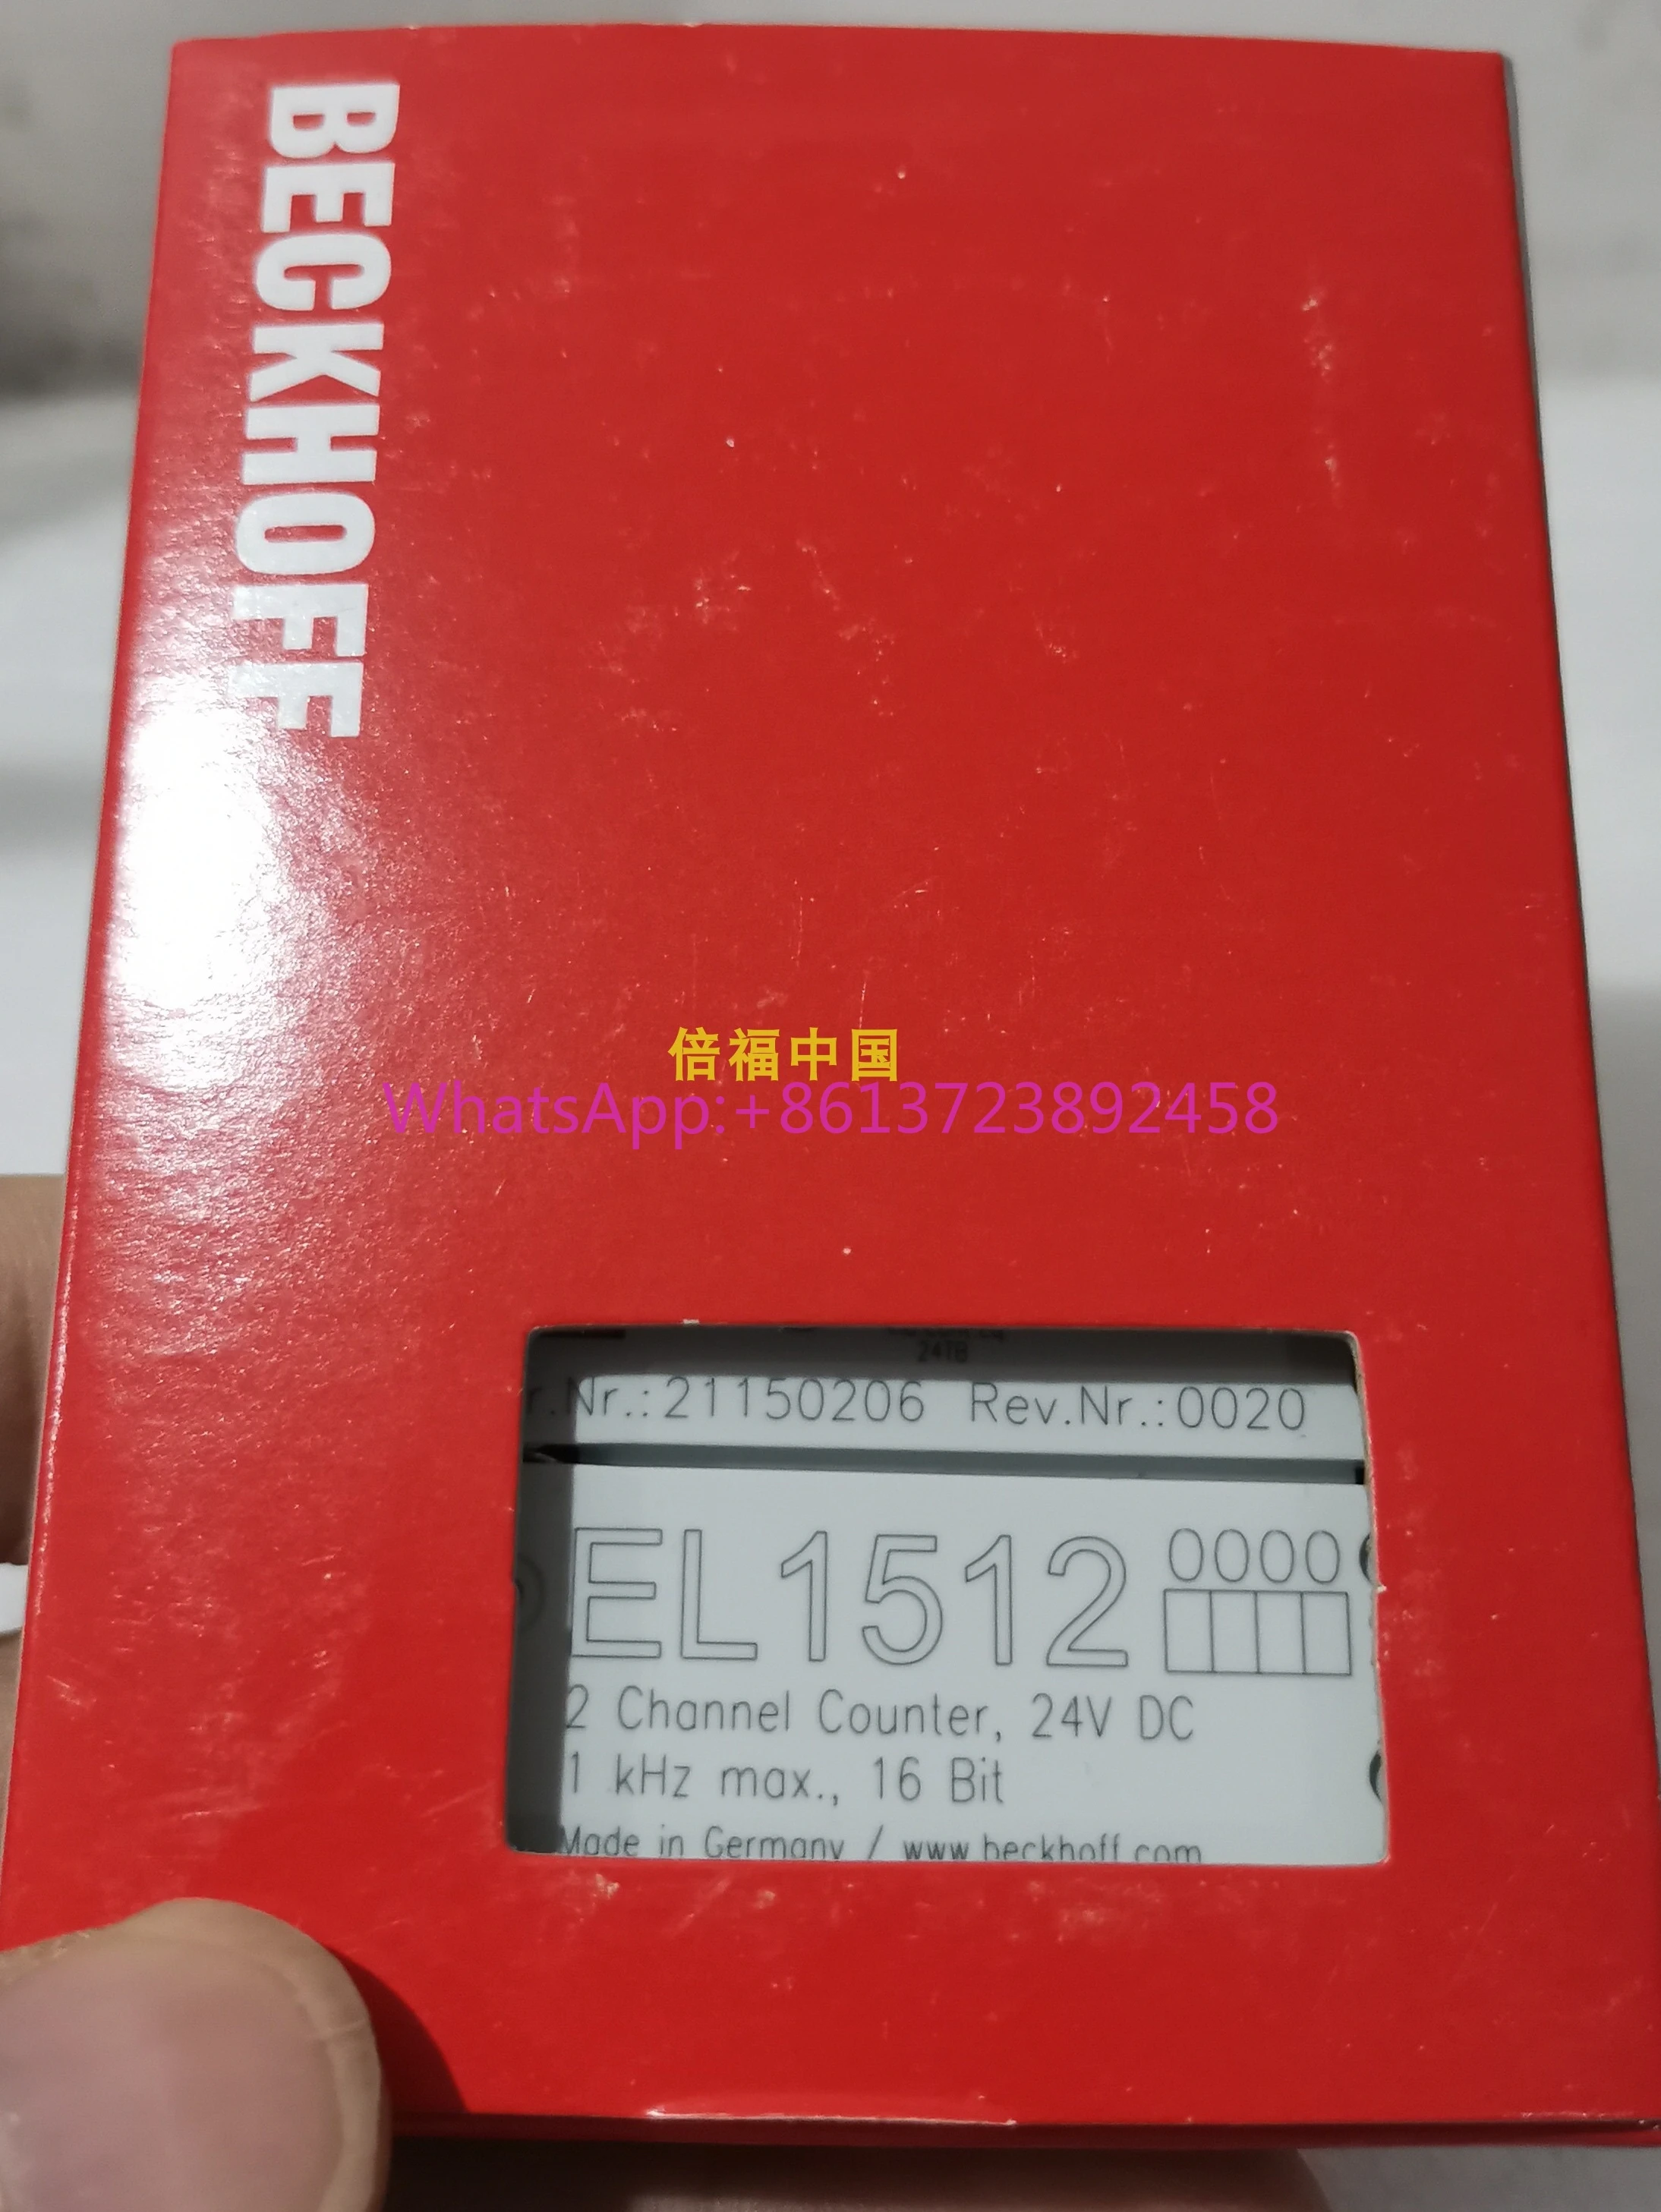 BECKHOFF
倍福中国
WhatsApp:+8613723892458
24TB
r.Nr.:21150206 Rev.Nr.:0020
EL1512 0000
2 Channel Counter, 24V DC
1 kHz max., 16 Bit
Made in Germany / www.beckhoff.com